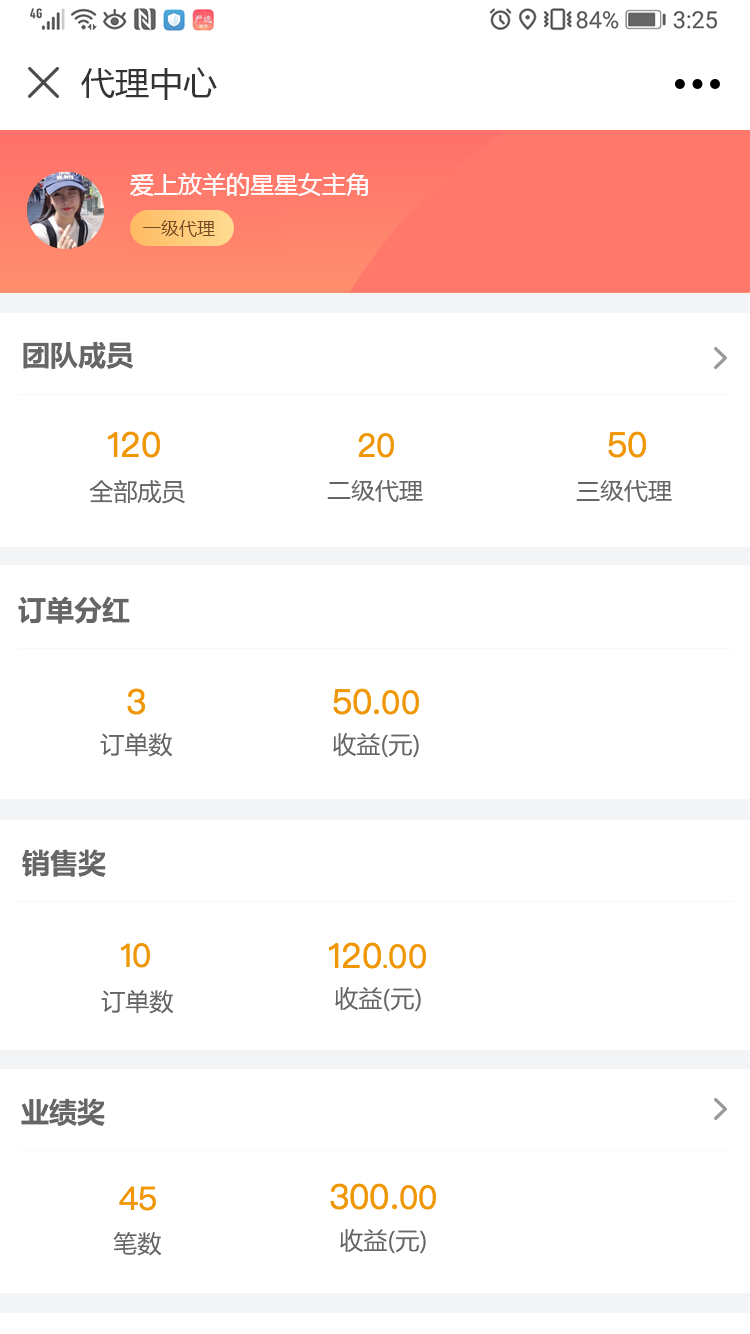 4G 84% 3:25
代理中心
爱上放羊的星星女主角
一级代理
团队成员
120 20 50
全部成员 二级代理 三级代理
订单分红
3 50.00
订单数 收益(元)
销售奖
10 120.00
订单数 收益(元)
业绩奖
45 300.00
笔数 收益(元)